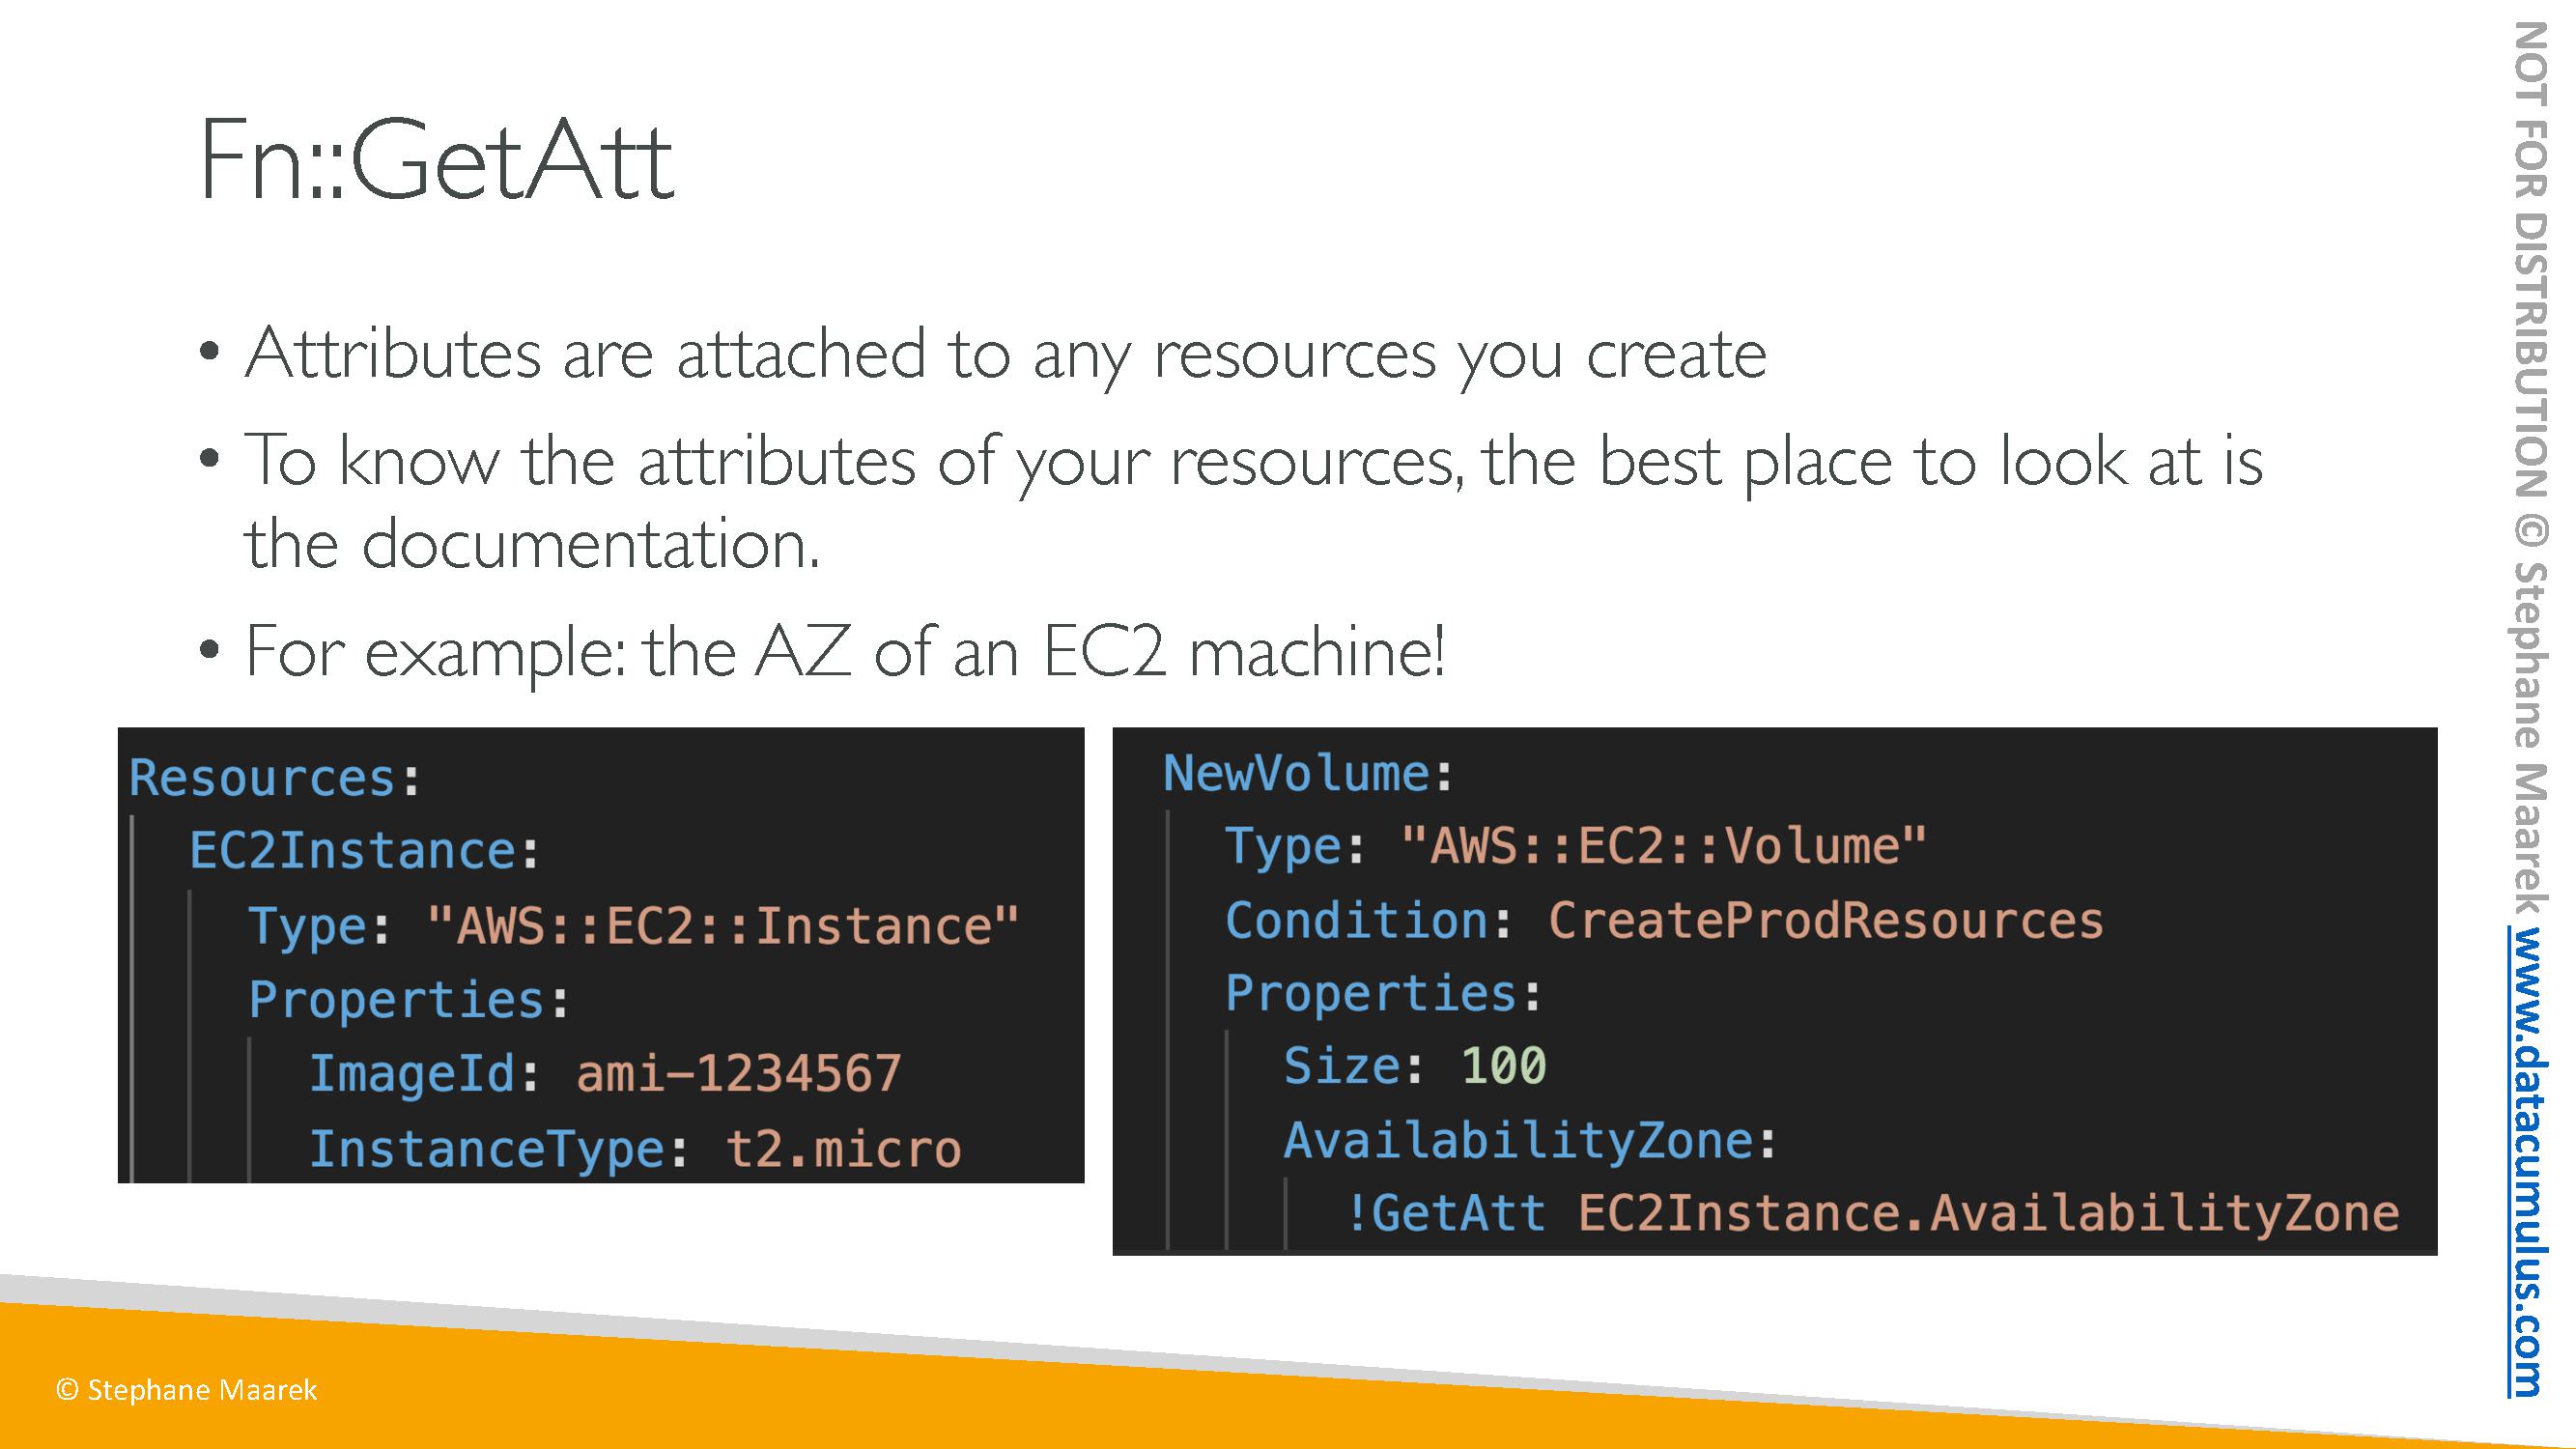 Fn::GetAtt
• Attributes are attached to any resources you create
• To know the attributes of your resources, the best place to look at is
the documentation.
• For example: the AZ of an EC2 machine!
Resources:
EC2Instance:
Type: "AWS::EC2::Instance"
Properties:
ImageId: ami-1234567
InstanceType: t2.micro
NewVolume:
Type: "AWS::EC2::Volume"
Condition: CreateProdResources
Properties:
Size: 100
AvailabilityZone:
!GetAtt EC2Instance.AvailabilityZone
© Stephane Maarek
NOT FOR DISTRIBUTION © Stephane Maarek www.datacumulus.com